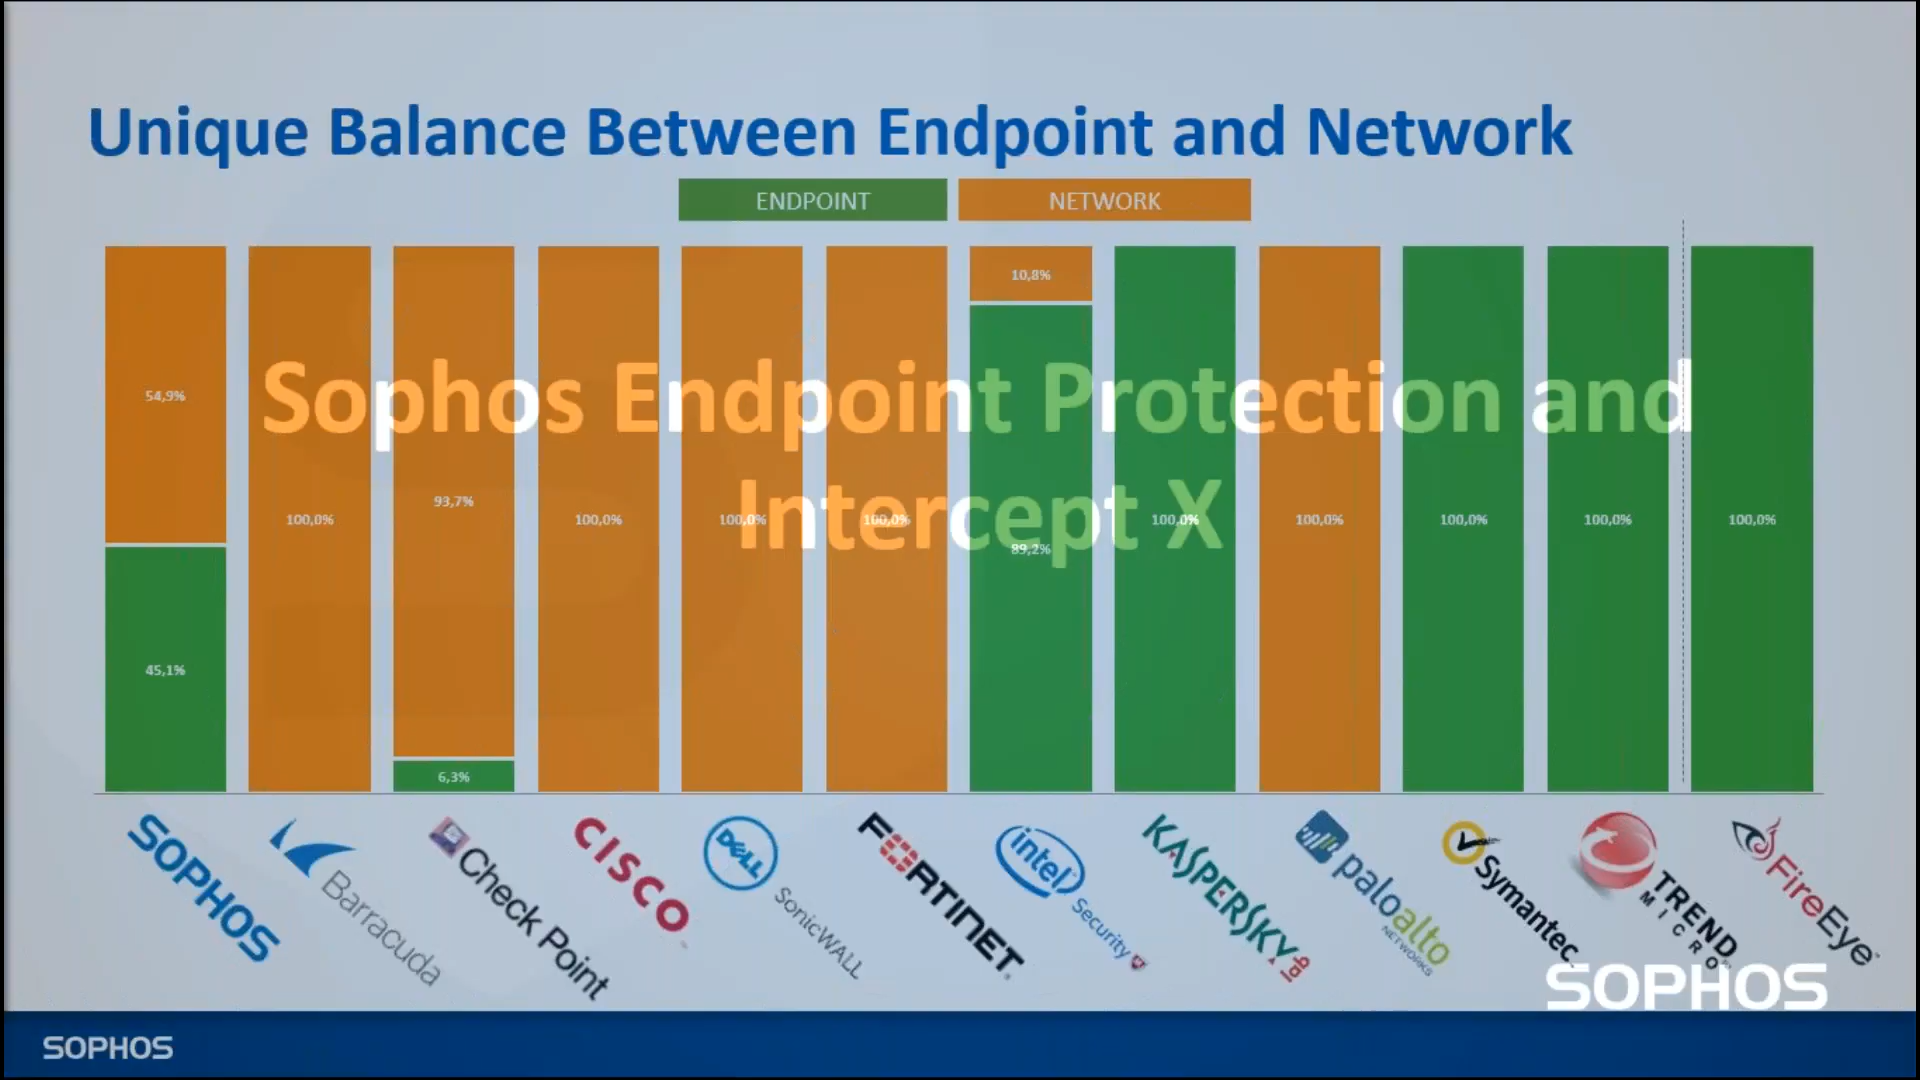 Unique Balance Between Endpoint and Network
ENDPOINT
NETWORK
10,8%
54,9%
Sophos Endpoint Protection and
Intercept X
93,7%
100,0%
100,0%
100,0%
100,0%
100,0%
100,0%
100,0%
100,0%
100,0%
89,2%
45,1%
6,3%
SOPHOS
Barracuda
Check Point
CISCO
DELL
SonicWALL
FORTINET
intel
Security
KASPERSKY lab
paloalto
NETWORKS
Symantec
TREND
MICRO
FireEye
SOPHOS
SOPHOS